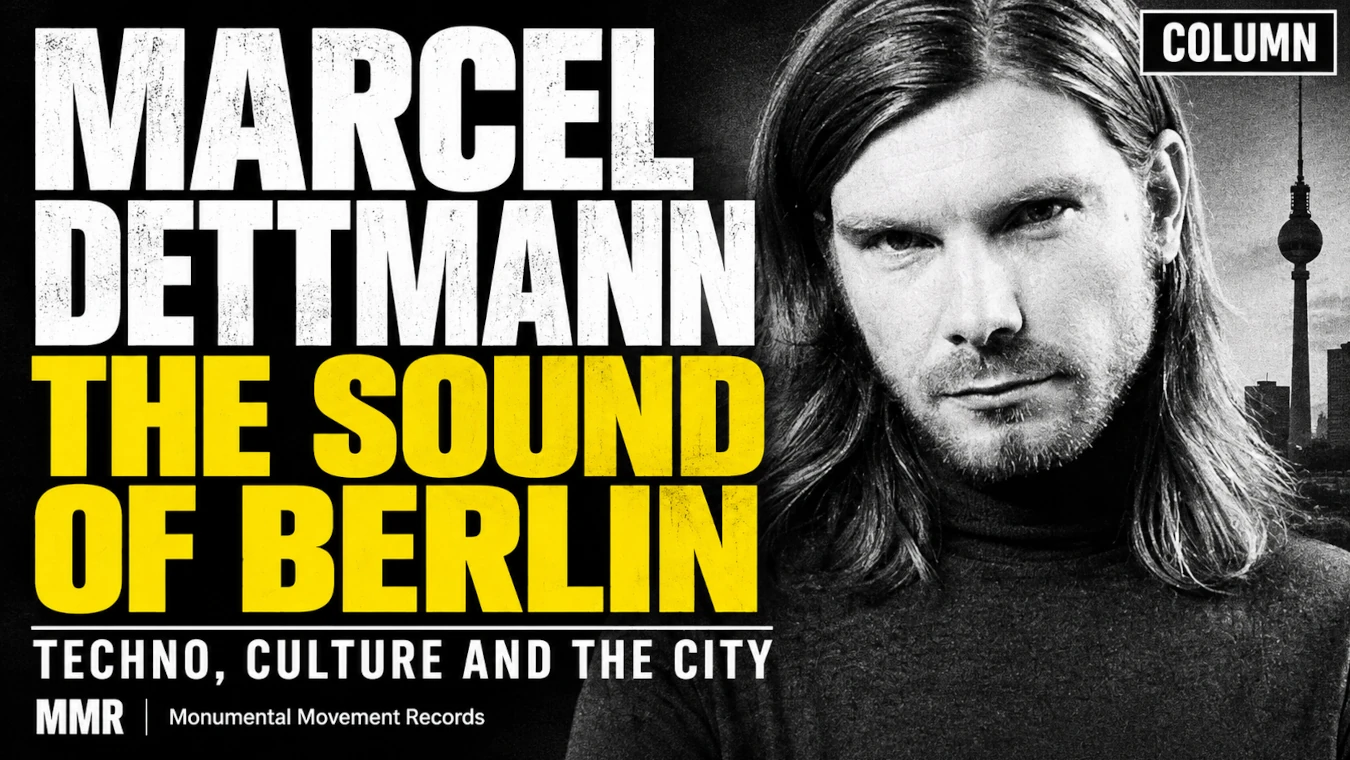 MARCEL
DETTMANN
THE SOUND
OF BERLIN
TECHNO, CULTURE AND THE CITY
MMR | Monumental Movement Records
COLUMN